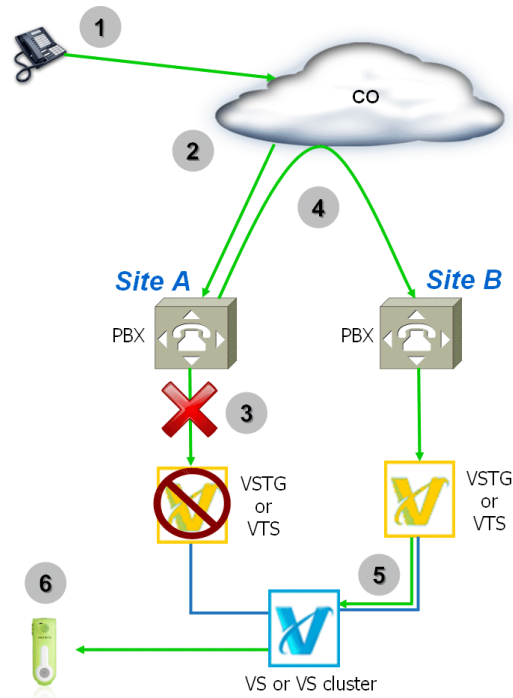 1
CO
2
4
Site A
Site B
PBX
PBX
3
VSTG
or
VTS
VSTG
or
VTS
5
6
VS or VS cluster